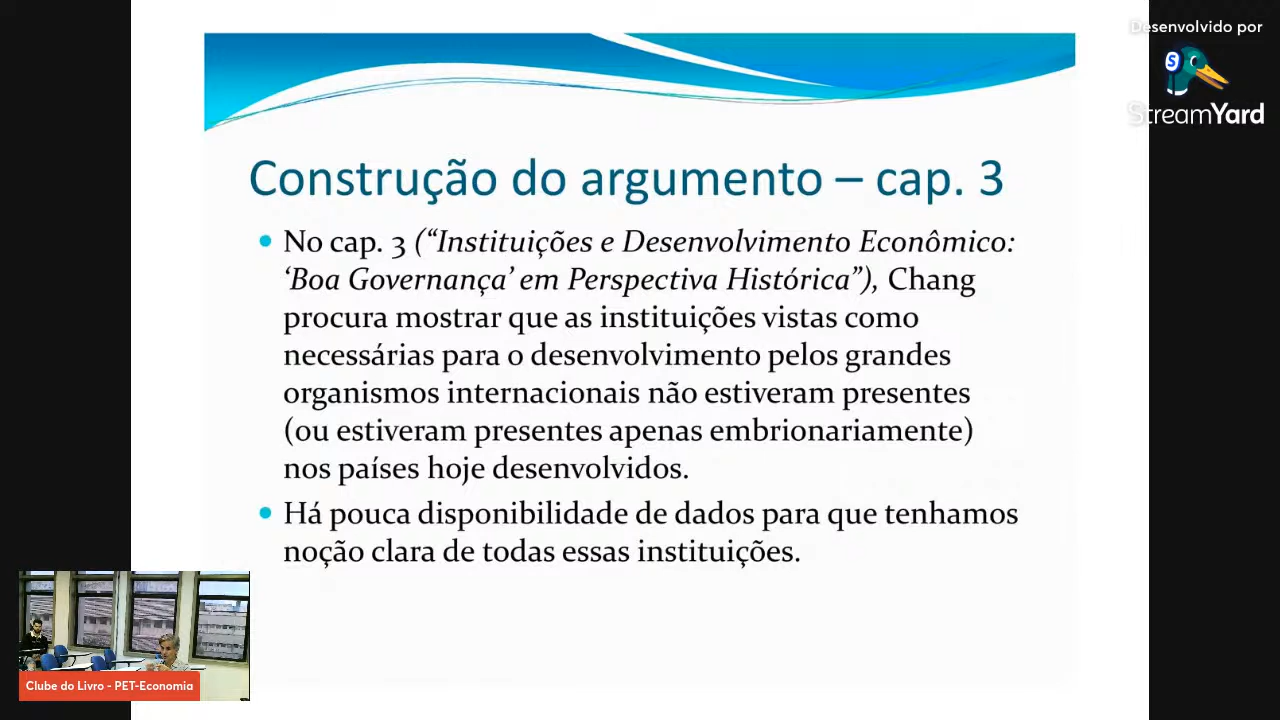 Desenvolvido por
StreamYard
Construção do argumento – cap. 3
• No cap. 3 (“Instituições e Desenvolvimento Econômico:
‘Boa Governança’ em Perspectiva Histórica”), Chang
procura mostrar que as instituições vistas como
necessárias para o desenvolvimento pelos grandes
organismos internacionais não estiveram presentes
(ou estiveram presentes apenas embrionariamente)
nos países hoje desenvolvidos.
• Há pouca disponibilidade de dados para que tenhamos
noção clara de todas essas instituições.
Clube do Livro - PET-Economia